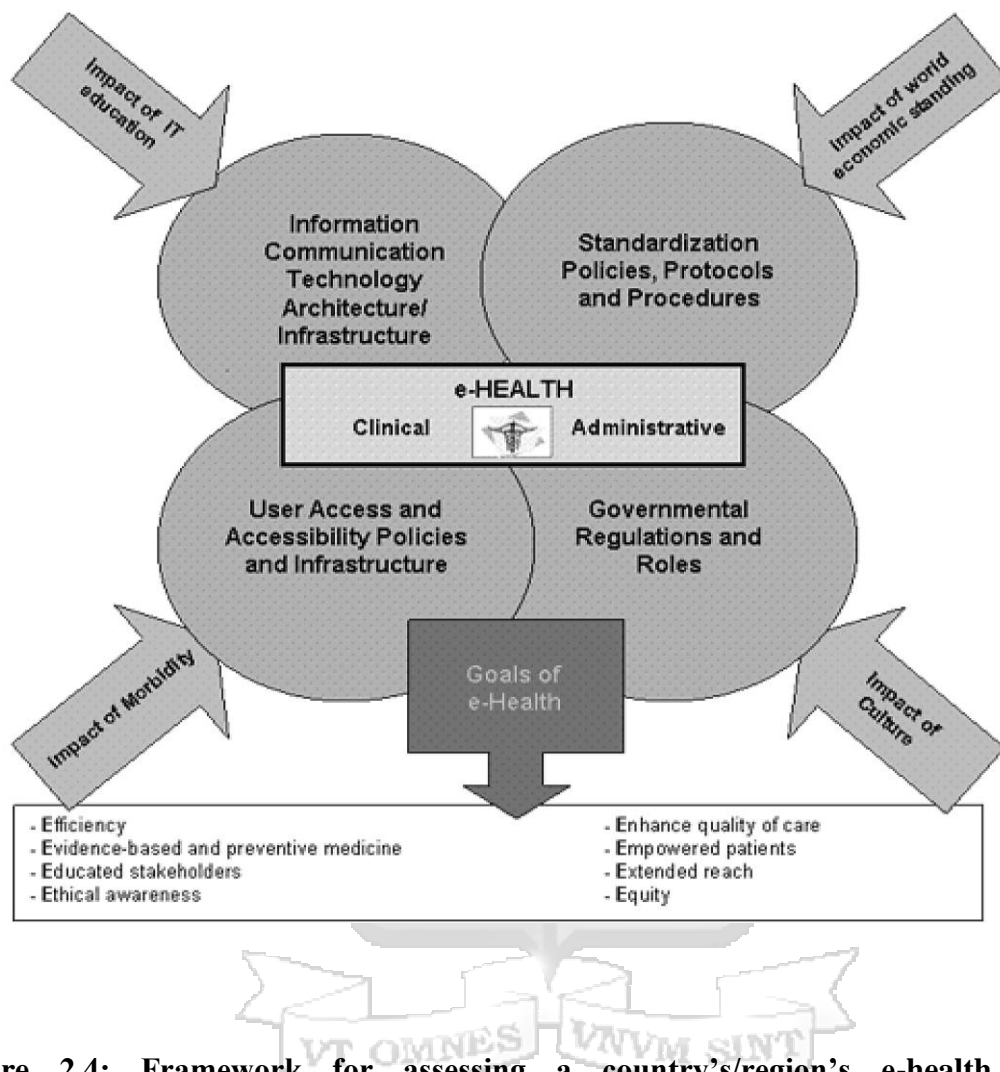 Impact of IT
education
Impact of world
economic standing
Information
Communication
Technology
Architecture/
Infrastructure
Standardization
Policies, Protocols
and Procedures
e-HEALTH
Clinical
Administrative
User Access and
Accessibility Policies
and Infrastructure
Governmental
Regulations and
Roles
Impact of Morbidity
Goals of
e-Health
Impact of
Culture
- Efficiency
- Evidence-based and preventive medicine
- Educated stakeholders
- Ethical awareness
- Enhance quality of care
- Empowered patients
- Extended reach
- Equity
VT OMNES VNVM SINT
2.4: Framework for assessing a country's/region's e-health